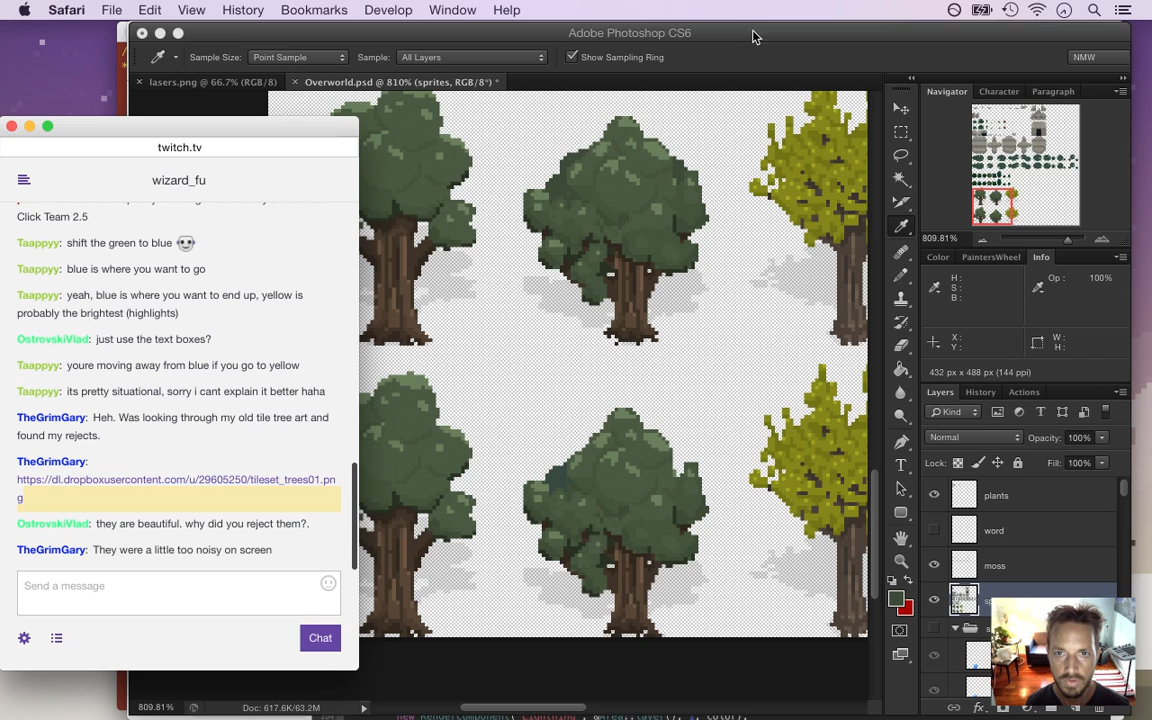 Safari File Edit View History Bookmarks Develop Window Help
Adobe Photoshop CS6
Sample Size: Point Sample Sample: All Layers Show Sampling Ring NMW
× lasers.png @ 66.7% (RGB/8) × Overworld.psd @ 810% (sprites, RGB/8*) *
Navigator Character Paragraph
twitch.tv
wizard_fu
Click Team 2.5
Taappyy: shift the green to blue
Taappyy: blue is where you want to go
Taappyy: yeah, blue is where you want to end up, yellow is
probably the brightest (highlights)
OstrovskiVlad: just use the text boxes?
Taappyy: youre moving away from blue if you go to yellow
Taappyy: its pretty situational, sorry i cant explain it better haha
TheGrimGary: Heh. Was looking through my old tile tree art and
found my rejects.
TheGrimGary:
https://dl.dropboxusercontent.com/u/29605250/tileset_trees01.pn
g
OstrovskiVlad: they are beautiful. why did you reject them?.
TheGrimGary: They were a little too noisy on screen
Send a message
Chat
809.81%
Color PaintersWheel Info
H :
S :
B :
Op : 100%
X :
Y :
W :
H :
432 px x 488 px (144 ppi)
Layers History Actions
Kind
Normal Opacity: 100%
Lock: Fill: 100%
plants
word
moss
809.81% Doc: 617.6K/63.2M
new RenderComponent("Lightning", &Area::layer(), 1, color);